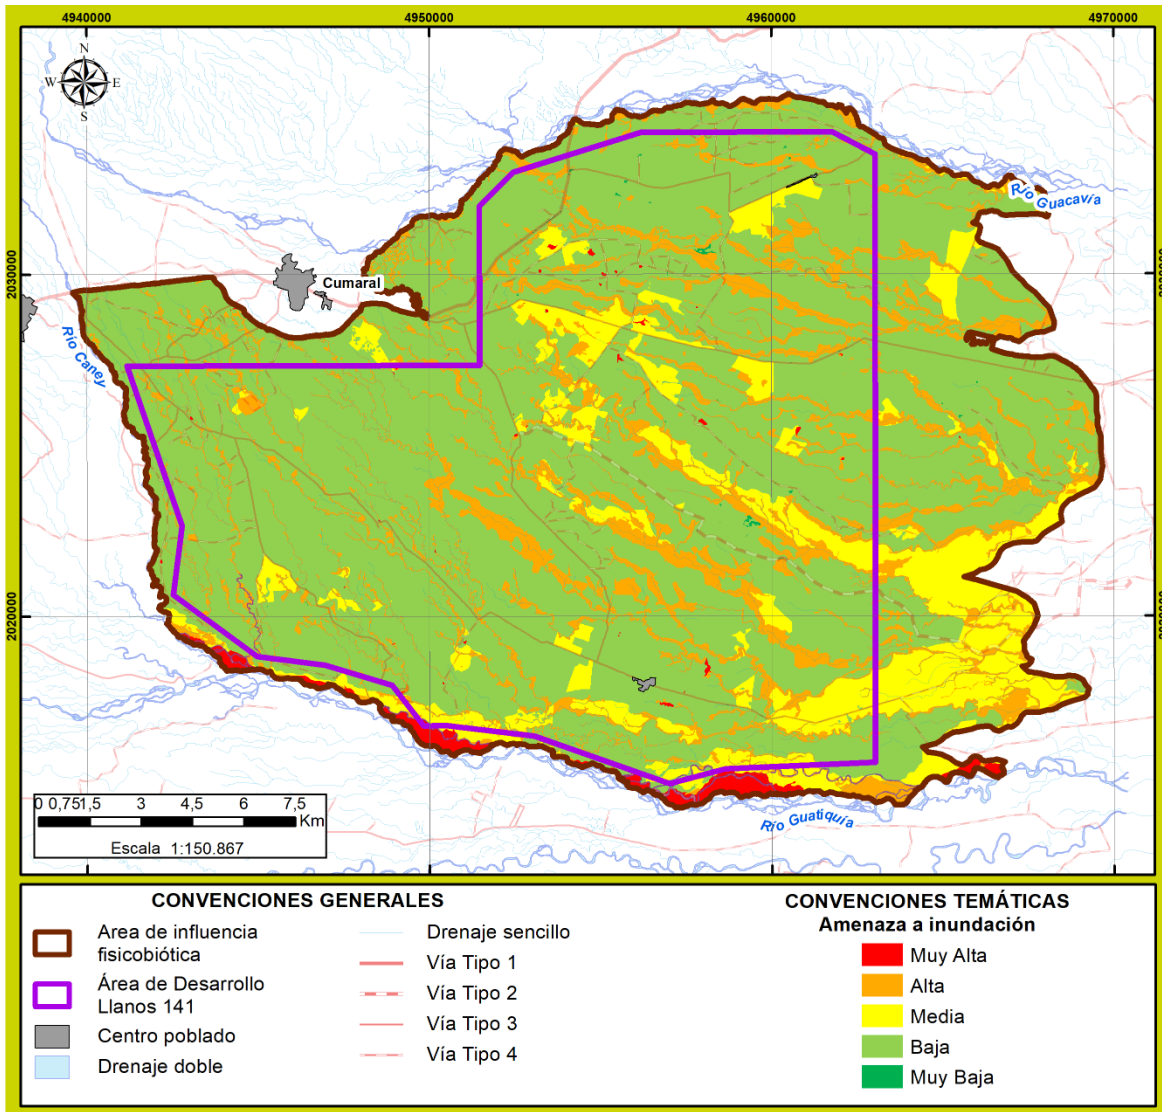 4940000
4950000
4960000
4970000
N
W
E
S
2030000
2030000
Río Guacavía
Cumaral
Río Caney
2020000
2020000
0 0,751,5 3 4,5 6 7,5
Km
Escala 1:150.867
Río Guatiquía
CONVENCIONES GENERALES
Area de influencia
fisicobiótica
Área de Desarrollo
Llanos 141
Centro poblado
Drenaje doble
Drenaje sencillo
Vía Tipo 1
Vía Tipo 2
Vía Tipo 3
Vía Tipo 4
CONVENCIONES TEMÁTICAS
Amenaza a inundación
Muy Alta
Alta
Media
Baja
Muy Baja